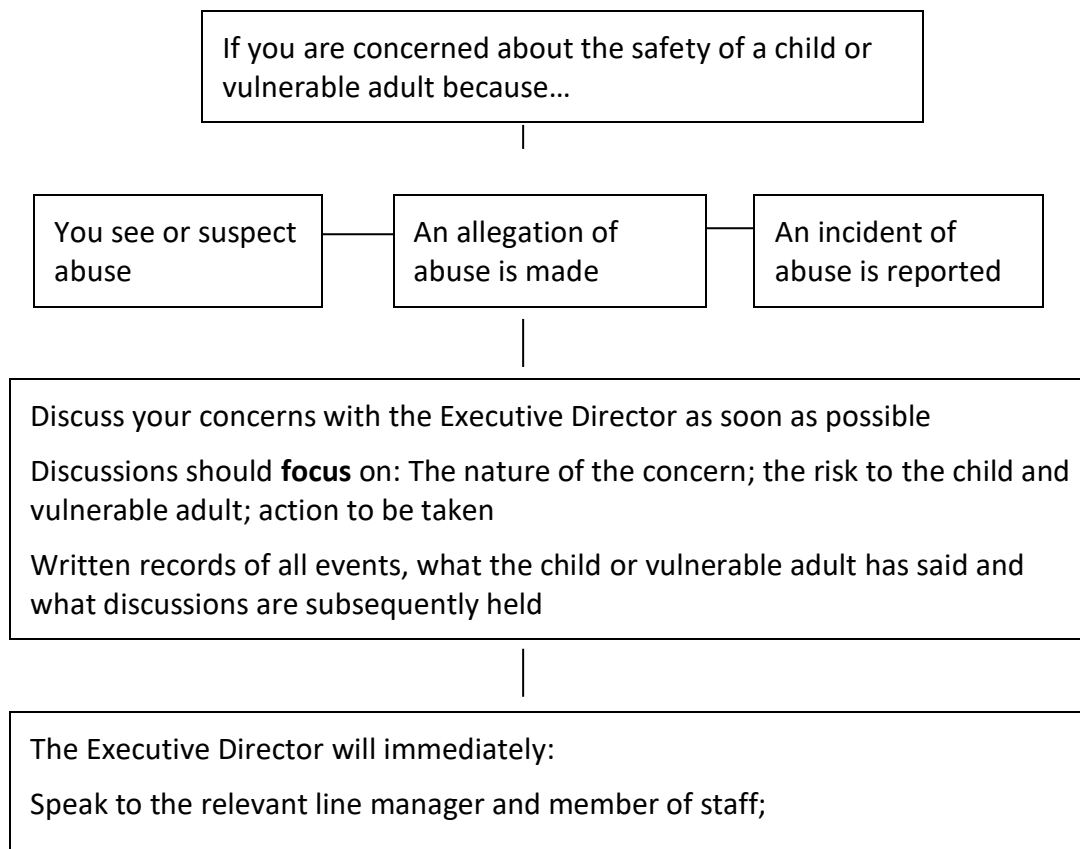 If you are concerned about the safety of a child or
vulnerable adult because…
You see or suspect
abuse
An allegation of
abuse is made
An incident of
abuse is reported
Discuss your concerns with the Executive Director as soon as possible
Discussions should focus on: The nature of the concern; the risk to the child and
vulnerable adult; action to be taken
Written records of all events, what the child or vulnerable adult has said and
what discussions are subsequently held
The Executive Director will immediately:
Speak to the relevant line manager and member of staff;